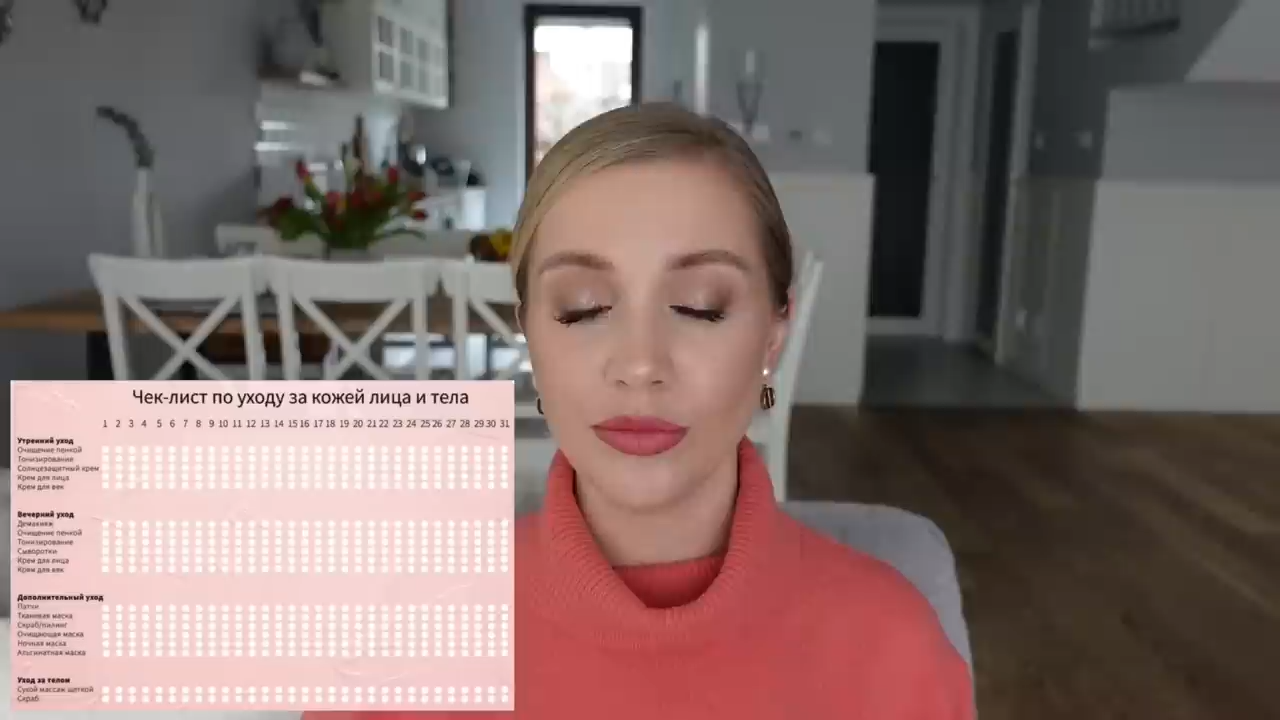 Чек-лист по уходу за кожей лица и тела
1 2 3 4 5 6 7 8 9 10 11 12 13 14 15 16 17 18 19 20 21 22 23 24 25 26 27 28 29 30 31
Утренний уход
Очищение пенкой
Тонизирование
Солнцезащитный крем
Крем для лица
Крем для век
Вечерний уход
Демакияж
Очищение пенкой
Тонизирование
Сыворотки
Крем для лица
Крем для век
Дополнительный уход
Патчи
Тканевая маска
Скраб/пилинг
Очищающая маска
Ночная маска
Альгинатная маска
Уход за телом
Сухой массаж щеткой
Скраб